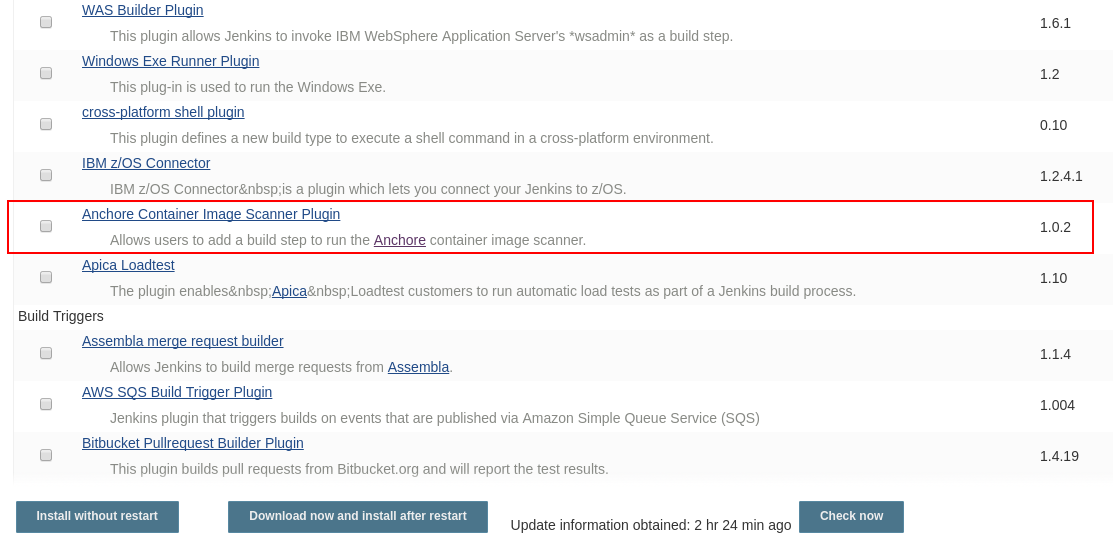 WAS Builder Plugin
This plugin allows Jenkins to invoke IBM WebSphere Application Server's *wsadmin* as a build step.
1.6.1
Windows Exe Runner Plugin
This plug-in is used to run the Windows Exe.
1.2
cross-platform shell plugin
This plugin defines a new build type to execute a shell command in a cross-platform environment.
0.10
IBM z/OS Connector
IBM z/OS Connector&nbsp;is a plugin which lets you connect your Jenkins to z/OS.
1.2.4.1
Anchore Container Image Scanner Plugin
Allows users to add a build step to run the Anchore container image scanner.
1.0.2
Apica Loadtest
The plugin enables&nbsp;Apica&nbsp;Loadtest customers to run automatic load tests as part of a Jenkins build process.
1.10
Build Triggers
Assembla merge request builder
Allows Jenkins to build merge requests from Assembla.
1.1.4
AWS SQS Build Trigger Plugin
Jenkins plugin that triggers builds on events that are published via Amazon Simple Queue Service (SQS)
1.004
Bitbucket Pullrequest Builder Plugin
This plugin builds pull requests from Bitbucket.org and will report the test results.
1.4.19
Install without restart Download now and install after restart Update information obtained: 2 hr 24 min ago Check now